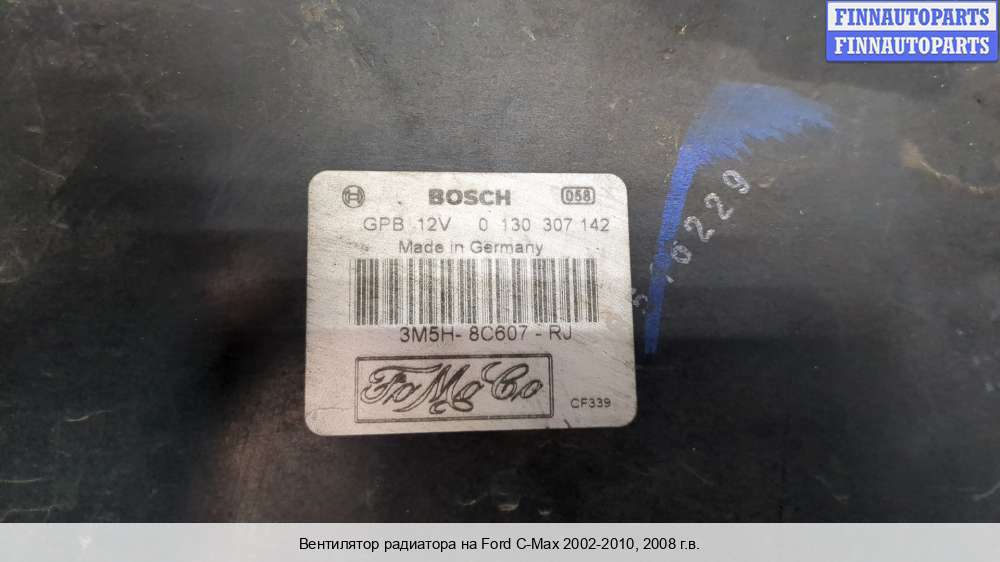 FINNAUTOPARTS
FINNAUTOPARTS
BOSCH 058
GPB 12V 0 130 307 142
Made in Germany
3M5H- 8C607 - RJ
FoMoCo
CF339
Вентилятор радиатора на Ford C-Max 2002-2010, 2008 г.в.